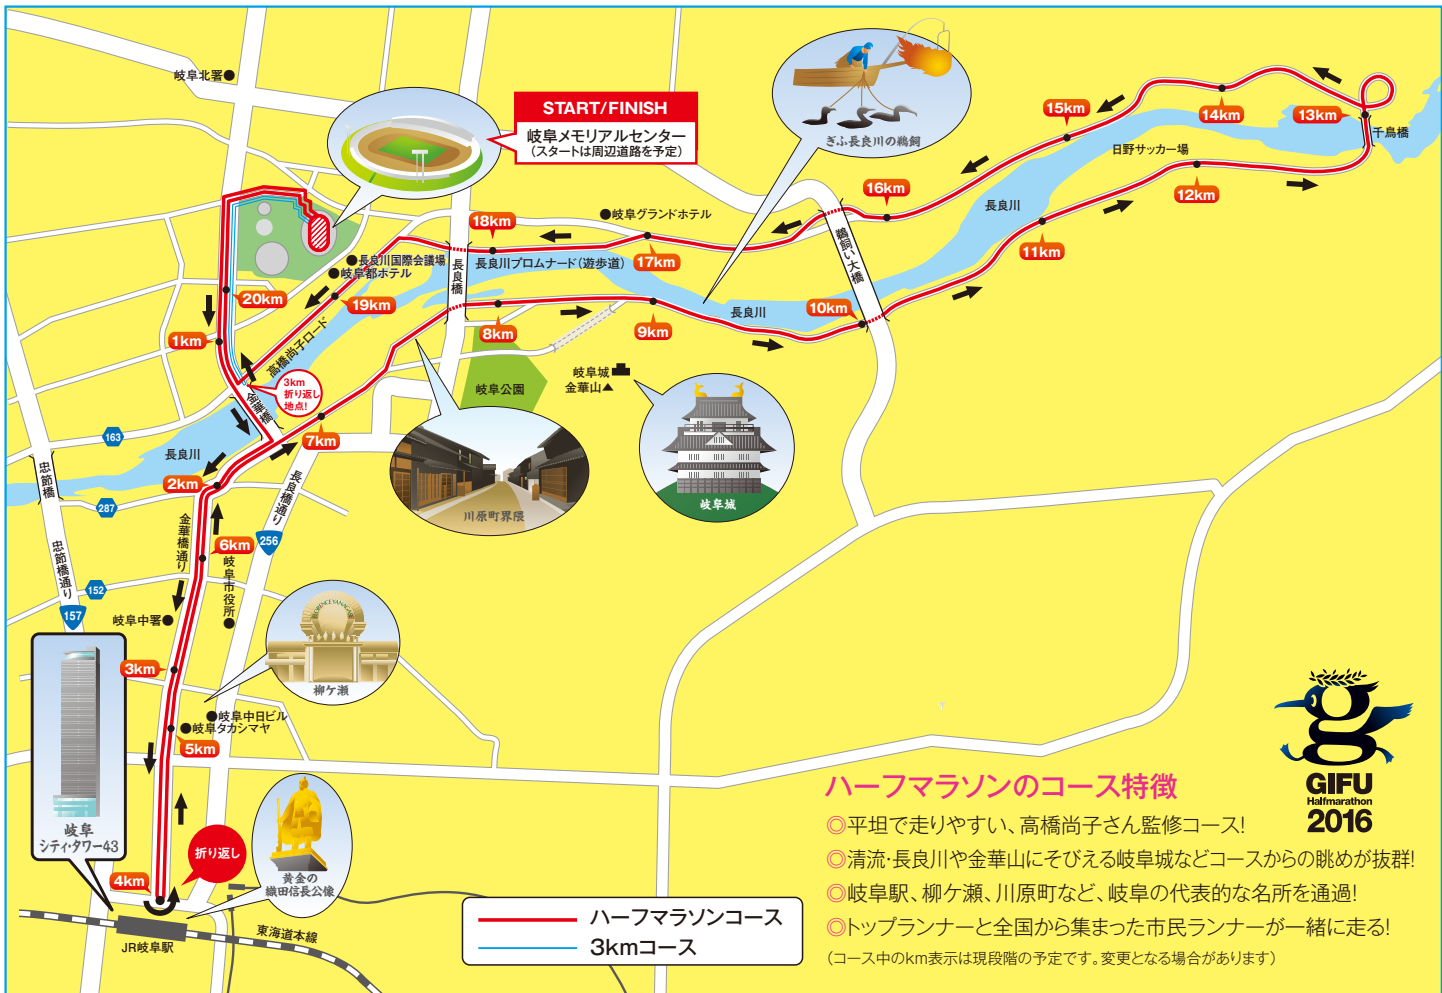 岐阜北署
START/FINISH
岐阜メモリアルセンター
(スタートは周辺道路を予定)
ぎふ長良川の鵜飼
15km
14km
13km
千鳥橋
日野サッカー場
12km
16km
長良川
11km
岐阜グランドホテル
18km
17km
長良川プロムナード(遊歩道)
長良橋
鵜飼い大橋
長良川国際会議場
岐阜都ホテル
20km
19km
1km
高橋尚子ロード
8km
9km
長良川
10km
3km
折り返し
地点!
金華橋
岐阜公園
岐阜城
金華山
7km
163
長良川
忠節橋
2km
287
金華橋通り
長良橋通り
川原町界隈
岐阜城
6km
256
忠節橋通り
岐阜市役所
152
157
岐阜中署
FLORENCE YANAGASE
柳ケ瀬
3km
岐阜中日ビル
岐阜タカシマヤ
5km
岐阜
シティ・タワー43
折り返し
黄金の
織田信長公像
4km
JR岐阜駅
東海道本線
ハーフマラソンコース
3kmコース
g
GIFU
Halfmarathon
2016
ハーフマラソンのコース特徴
◎平坦で走りやすい、高橋尚子さん監修コース!
◎清流・長良川や金華山にそびえる岐阜城などコースからの眺めが抜群!
◎岐阜駅、柳ケ瀬、川原町など、岐阜の代表的な名所を通過!
◎トップランナーと全国から集まった市民ランナーが一緒に走る!
(コース中のkm表示は現段階の予定です。変更となる場合があります)